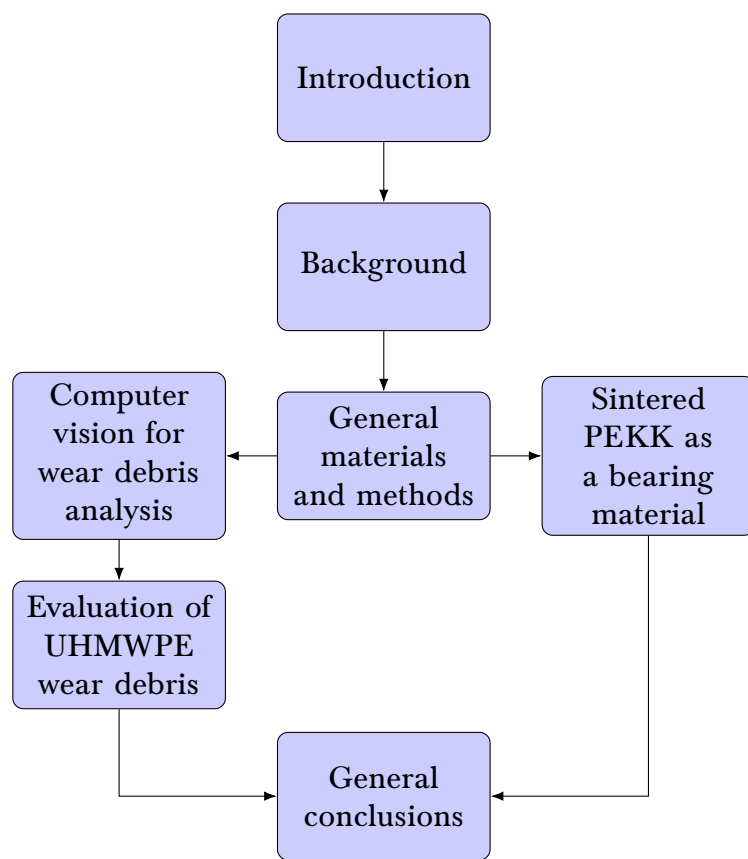 Introduction
Background
Computer
vision for
wear debris
analysis
General
materials
and methods
Sintered
PEKK as
a bearing
material
Evaluation of
UHMWPE
wear debris
General
conclusions